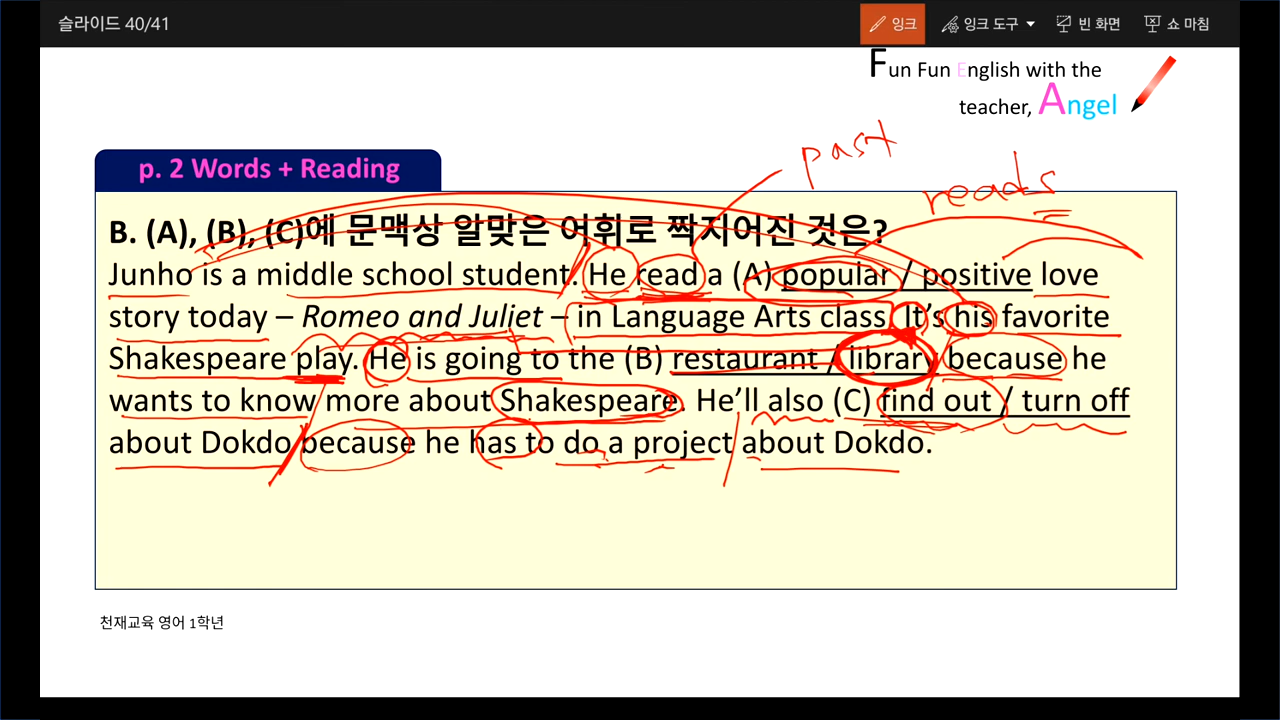 슬라이드 40/41
잉크
잉크 도구
빈 화면
쇼 마침
Fun Fun English with the
teacher, Angel
past
reads
p. 2 Words + Reading
B. (A), (B), (C)에 문맥상 알맞은 어휘로 짝지어진 것은?
Junho is a middle school student. He read a (A) popular / positive love
story today – Romeo and Juliet – in Language Arts class. It's his favorite
Shakespeare play. He is going to the (B) restaurant / library because he
wants to know more about Shakespeare. He'll also (C) find out / turn off
about Dokdo because he has to do a project about Dokdo.
천재교육 영어 1학년